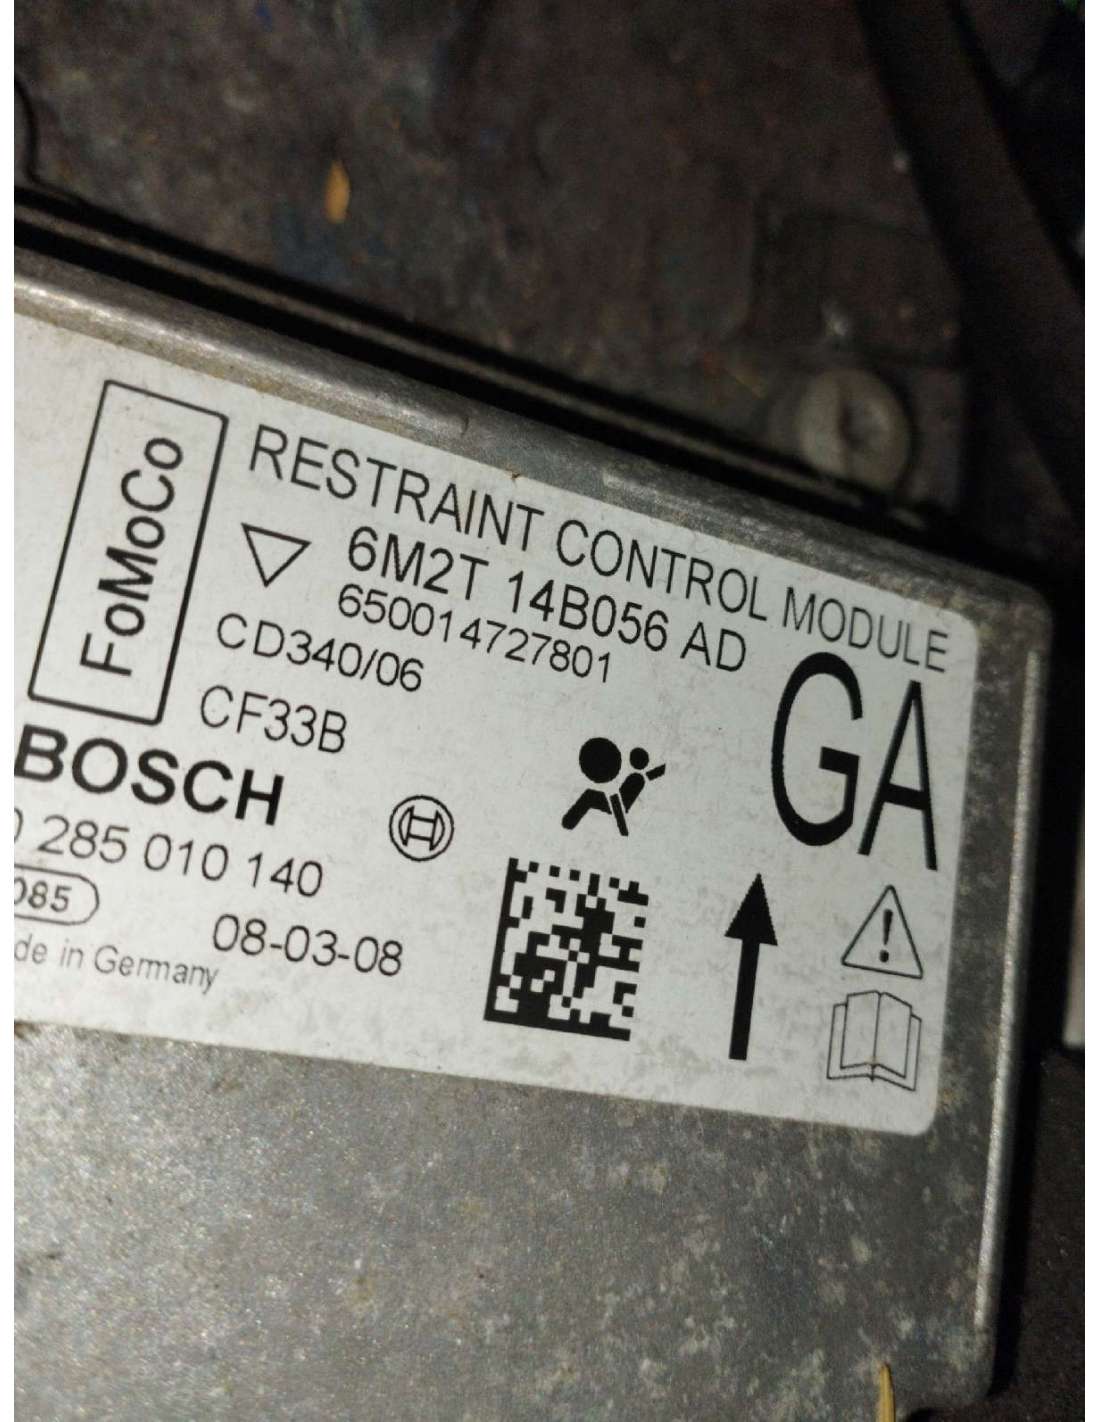 FoMoCo
RESTRAINT CONTROL MODULE
6M2T 14B056 AD
650014727801
CD340/06
GA
CF33B
BOSCH
285 010 140
085
08-03-08
de in Germany